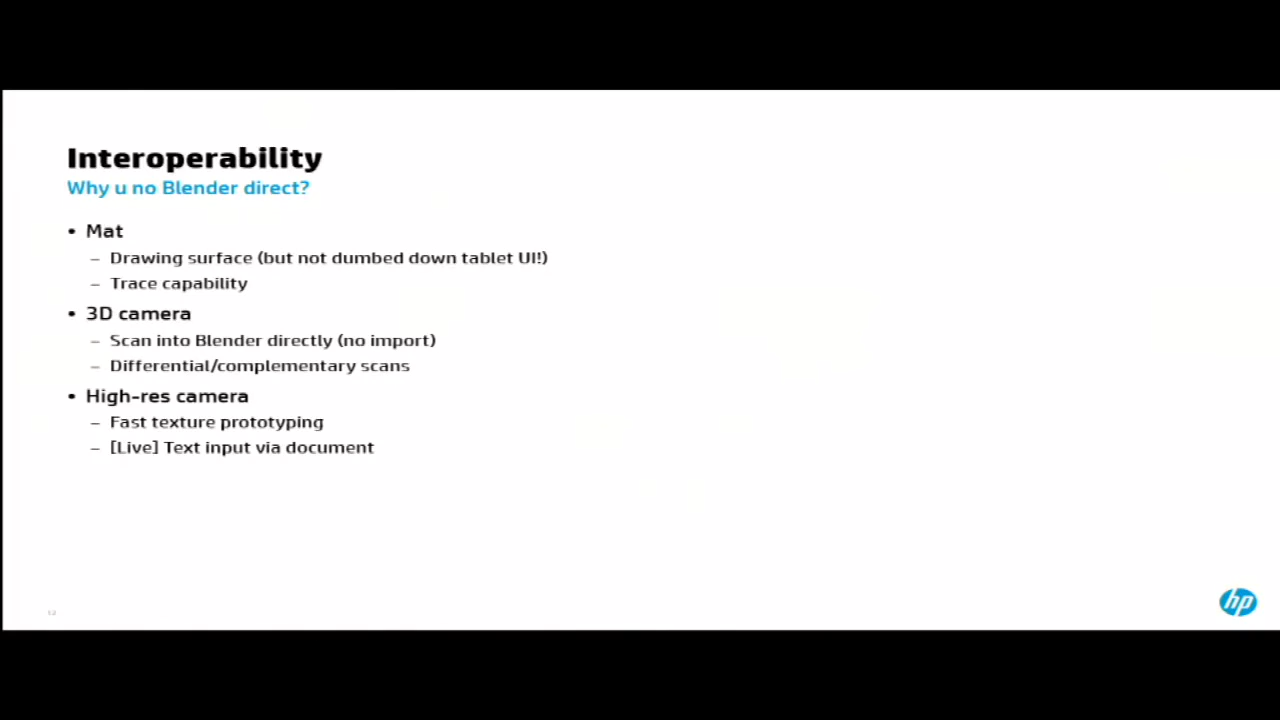 Interoperability
Why u no Blender direct?
• Mat
– Drawing surface (but not dumbed down tablet UI!)
– Trace capability
• 3D camera
– Scan into Blender directly (no import)
– Differential/complementary scans
• High-res camera
– Fast texture prototyping
– [Live] Text input via document
hp